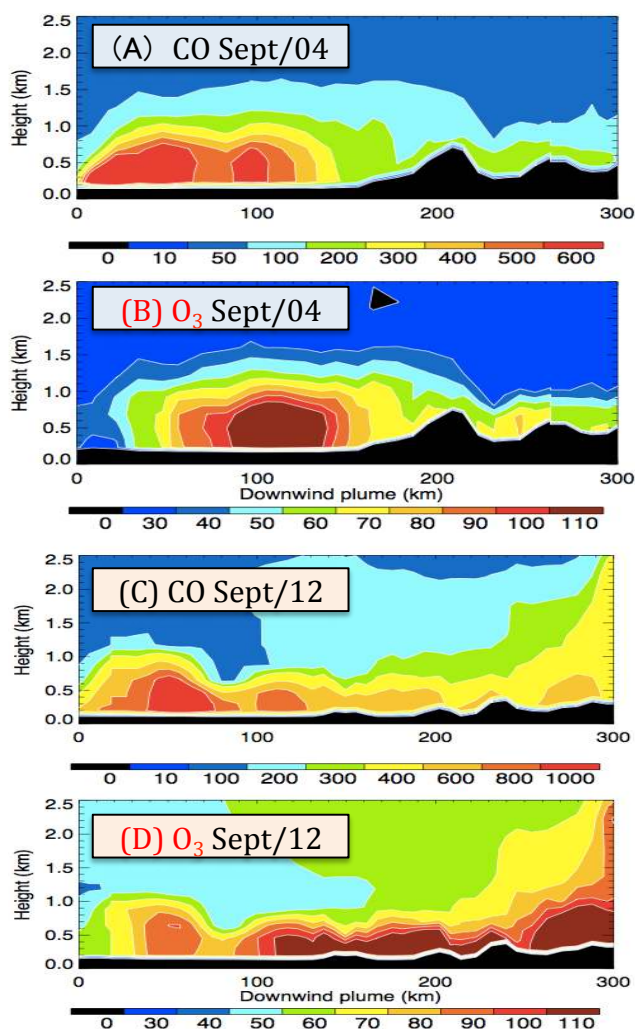 2.5
(A) CO Sept/04
2.0
1.5
1.0
0.5
0.0
Height (km)
0 100 200 300
0 10 50 100 200 300 400 500 600
2.5
(B) O₃ Sept/04
2.0
1.5
1.0
0.5
0.0
Height (km)
0 100 200 300
Downwind plume (km)
0 30 40 50 60 70 80 90 100 110
2.5
(C) CO Sept/12
2.0
1.5
1.0
0.5
0.0
Height (km)
0 100 200 300
0 10 100 200 300 400 600 800 1000
2.5
(D) O₃ Sept/12
2.0
1.5
1.0
0.5
0.0
Height (km)
0 100 200 300
Downwind plume (km)
0 30 40 50 60 70 80 90 100 110